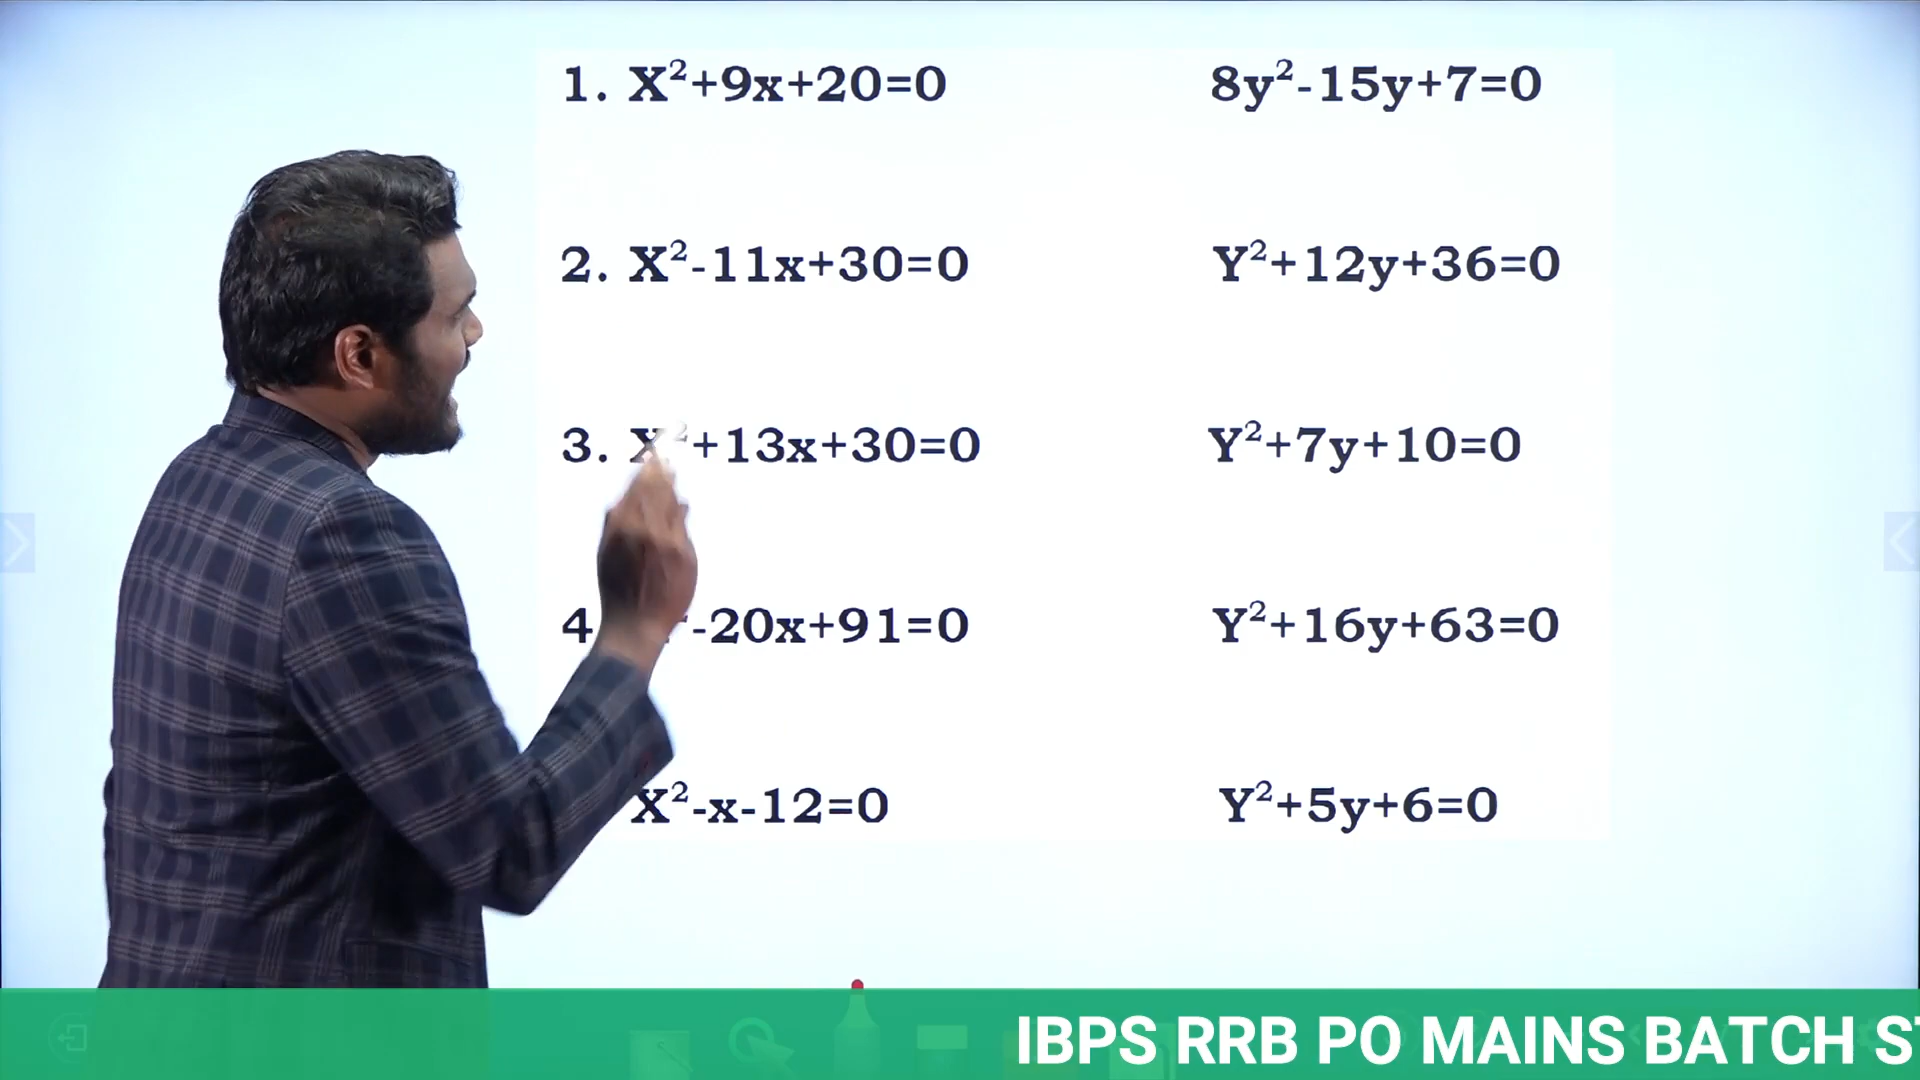 1. X²+9x+20=0 8y²-15y+7=0
2. X²-11x+30=0 Y²+12y+36=0
3. X²+13x+30=0 Y²+7y+10=0
4 -20x+91=0 Y²+16y+63=0
X²-x-12=0 Y²+5y+6=0
IBPS RRB PO MAINS BATCH